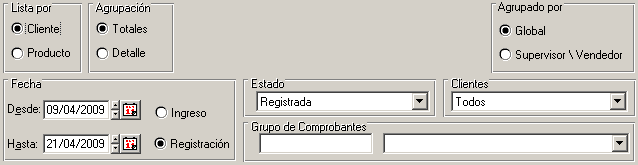 Lista por
Cliente
Producto
Agrupación
Totales
Detalle
Agrupado por
Global
Supervisor \ Vendedor
Fecha
Desde: 09/04/2009
Ingreso
Hasta: 21/04/2009
Registración
Estado
Registrada
Clientes
Todos
Grupo de Comprobantes